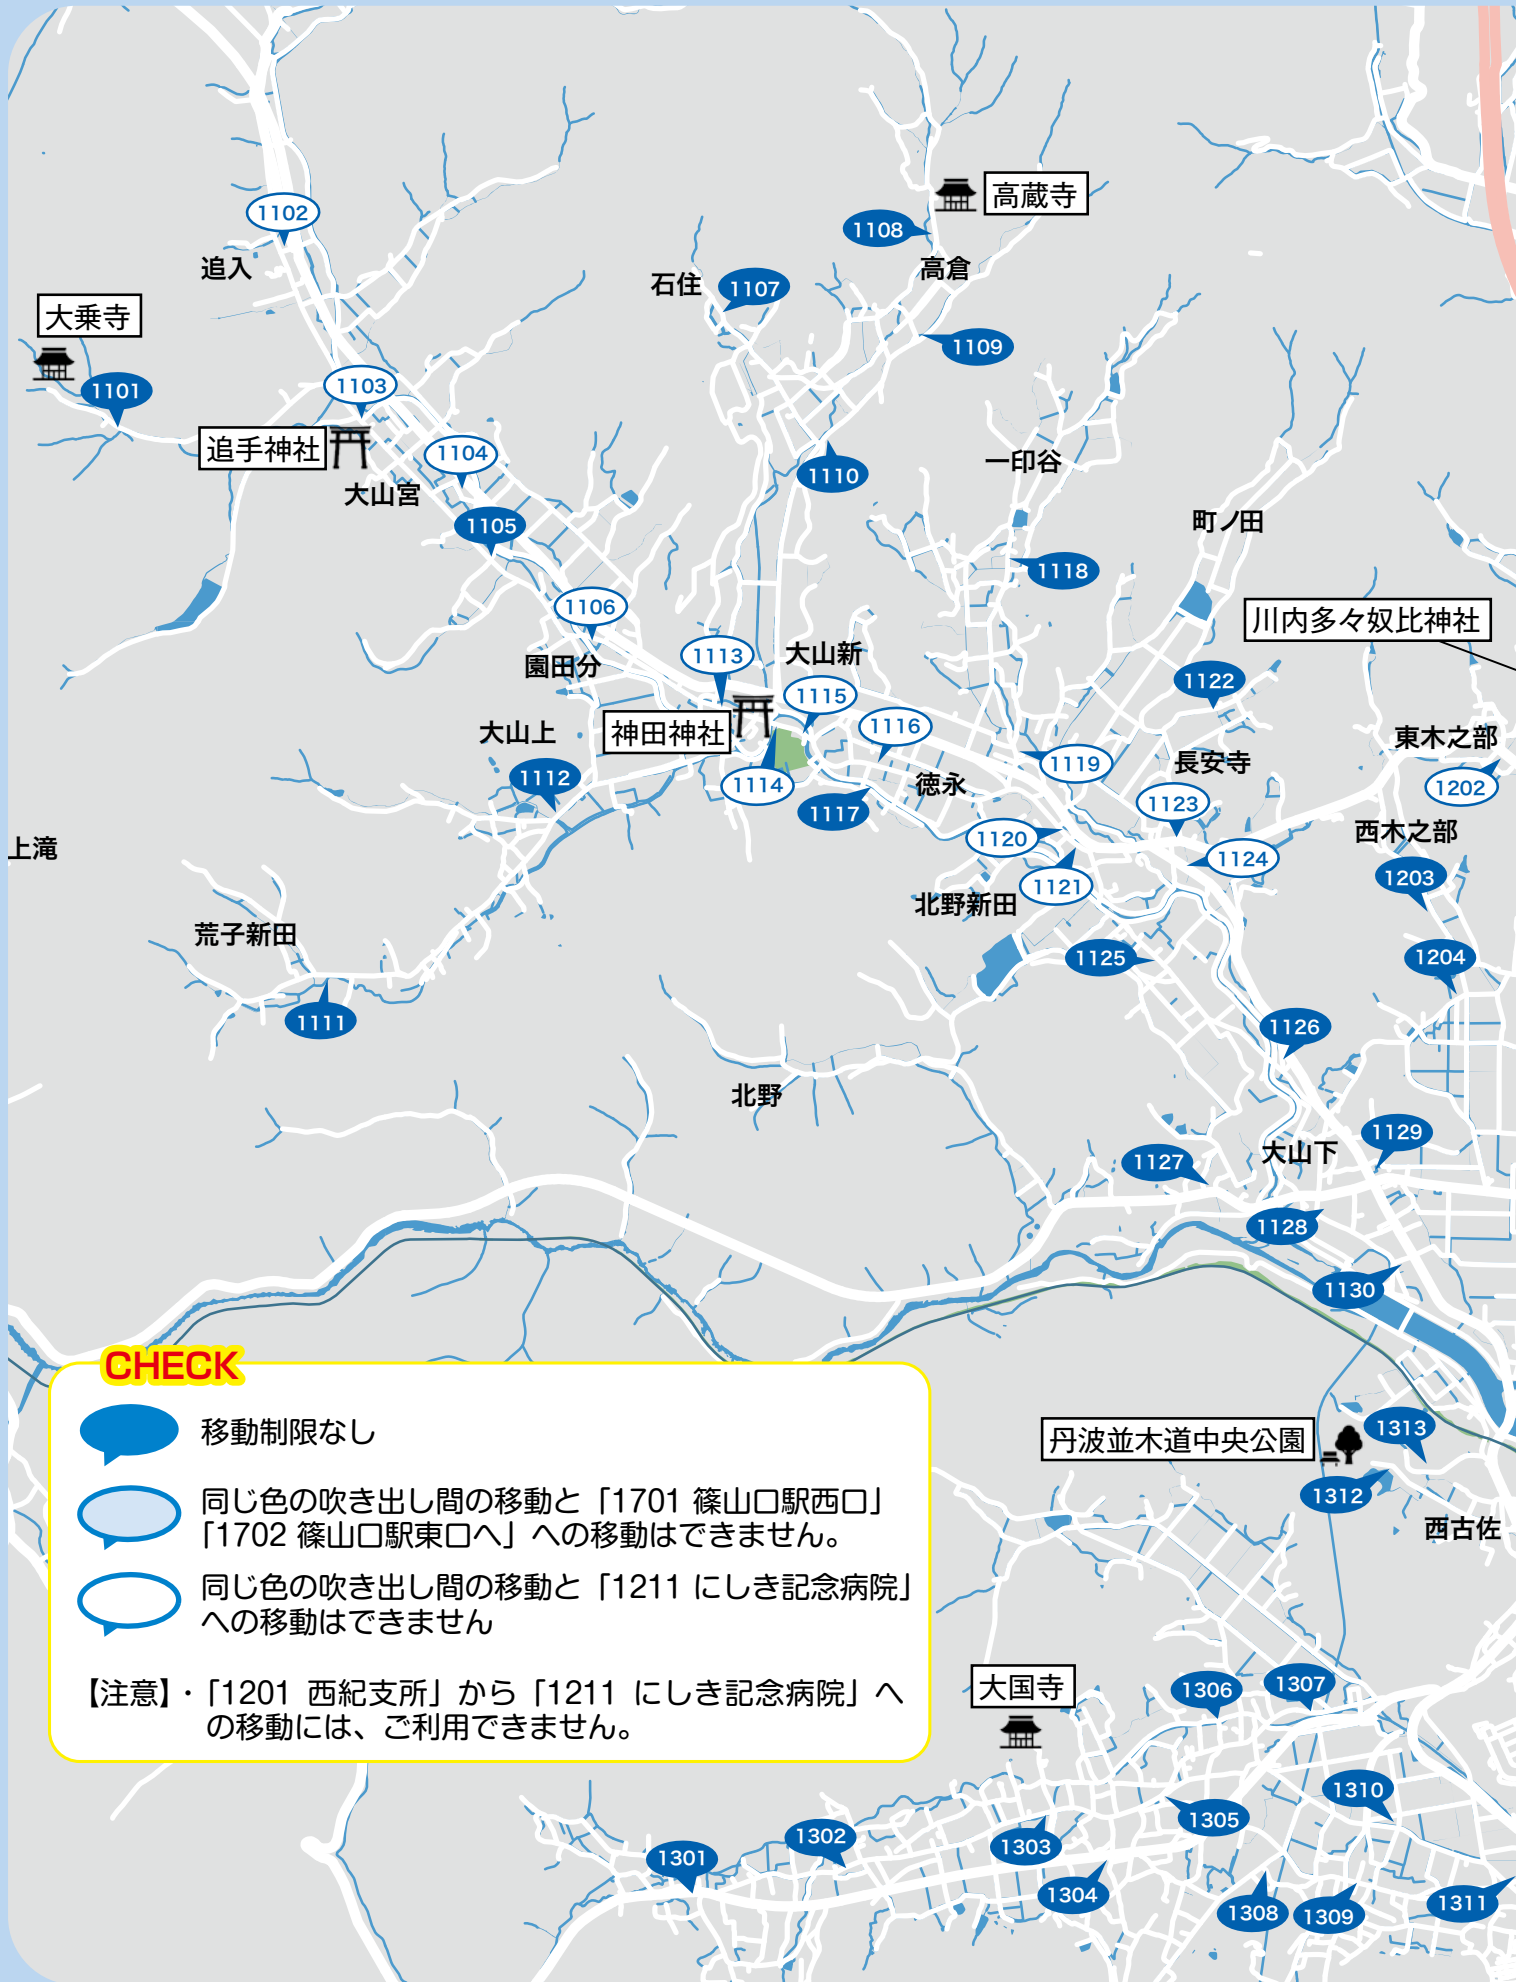 1102
追入
高蔵寺
1108
高倉
石住
1107
大乗寺
1101
1103
1109
追手神社
1104
大山宮
1110
一印谷
1105
町ノ田
1118
1106
川内多々奴比神社
園田分
1113
大山新
1115
1122
神田神社
1116
大山上
1112
1114
1119
長安寺
東木之部
1202
徳永
1123
1117
1120
1124
西木之部
上滝
1121
1203
北野新田
荒子新田
1125
1204
1111
1126
北野
1129
大山下
1127
1128
1130
CHECK
移動制限なし
同じ色の吹き出し間の移動と「1701 篠山口駅西口」
「1702 篠山口駅東口へ」への移動はできません。
同じ色の吹き出し間の移動と「1211 にしき記念病院」
への移動はできません
【注意】・「1201 西紀支所」から「1211 にしき記念病院」へ
の移動には、ご利用できません。
丹波並木道中央公園
1313
1312
西古佐
大国寺
1306
1307
1310
1305
1302
1303
1301
1304
1308
1309
1311